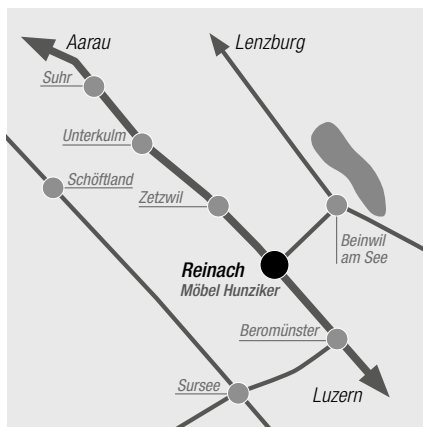 Aarau
Lenzburg
Suhr
Unterkulm
Schöftland
Zetzwil
Beinwil
am See
Reinach
Möbel Hunziker
Beromünster
Sursee
Luzern